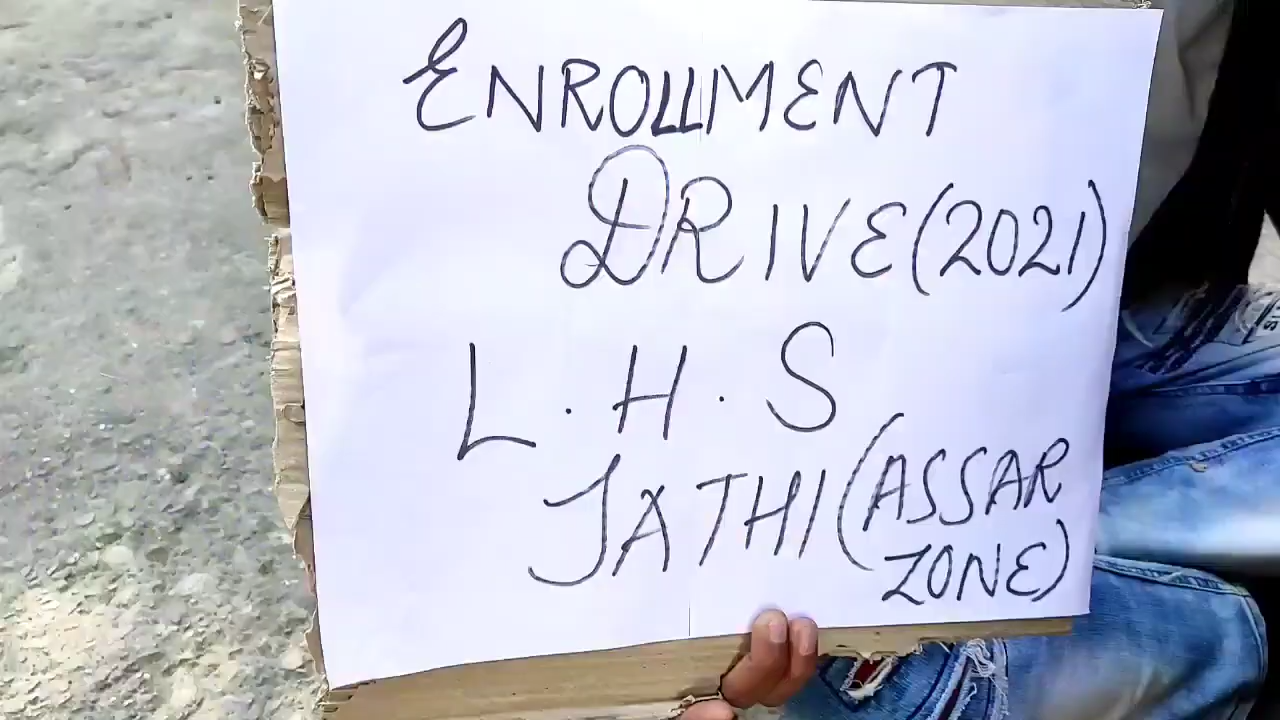 ENROLLMENT
DRIVE (2021)
L.H.S
JATHI (ASSAR
ZONE)